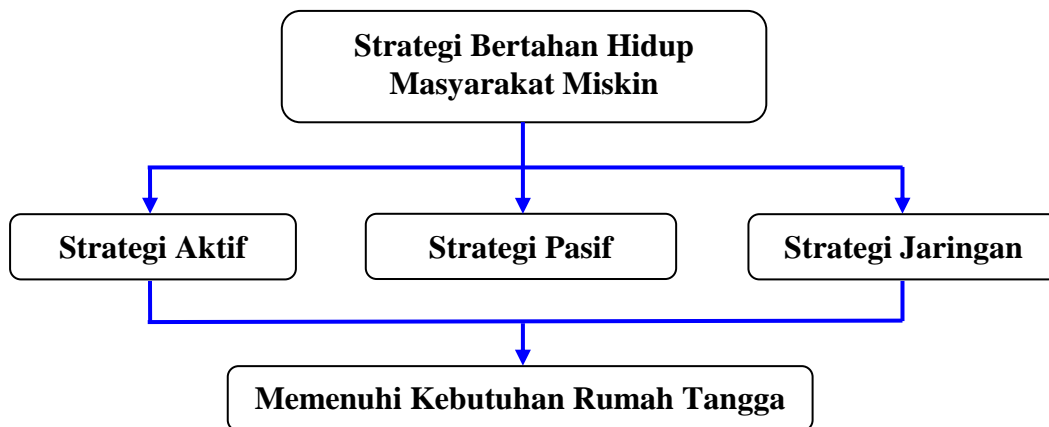 Strategi Bertahan Hidup
Masyarakat Miskin
Strategi Aktif
Strategi Pasif
Strategi Jaringan
Memenuhi Kebutuhan Rumah Tangga